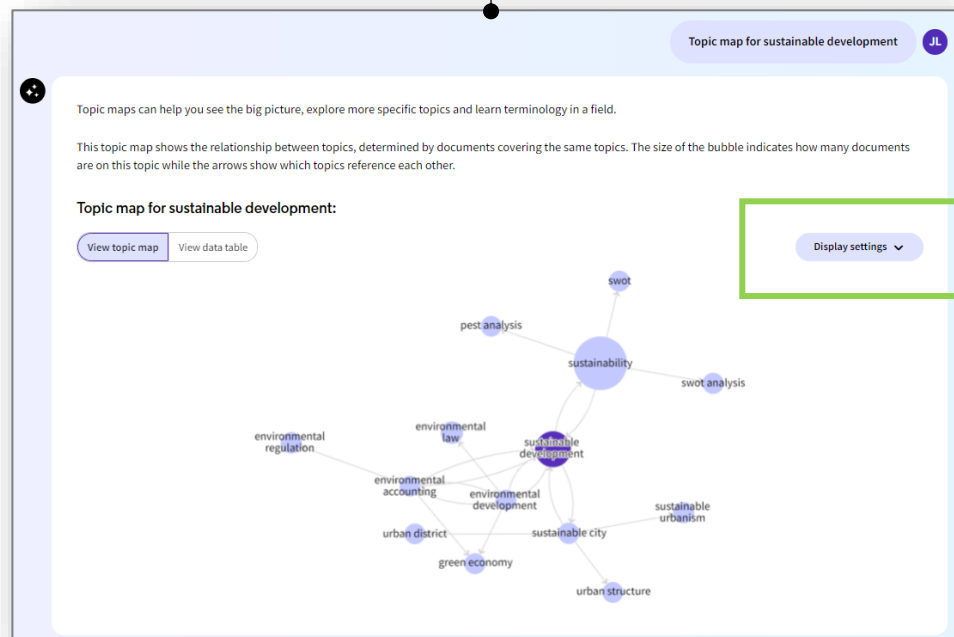 Topic map for sustainable development
JL
Topic maps can help you see the big picture, explore more specific topics and learn terminology in a field.
This topic map shows the relationship between topics, determined by documents covering the same topics. The size of the bubble indicates how many documents
are on this topic while the arrows show which topics reference each other.
Topic map for sustainable development:
View topic map
View data table
Display settings
swot
pest analysis
sustainability
swot analysis
environmental
law
environmental
regulation
sustainable
development
environmental
accounting
environmental
development
sustainable
urbanism
urban district
sustainable city
green economy
urban structure